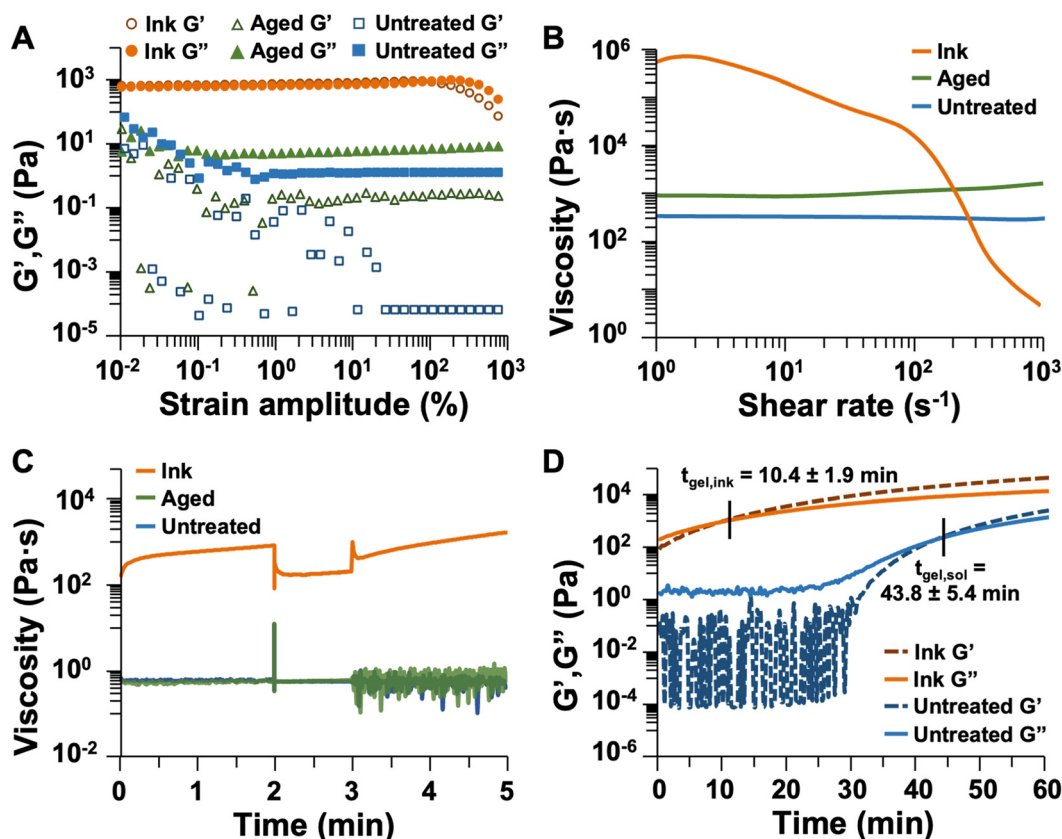 A
Ink G’ Aged G’ Untreated G’
Ink G” Aged G” Untreated G”
G’,G” (Pa)
10³
10¹
10⁻¹
10⁻³
10⁻⁵
10⁻² 10⁻¹ 10⁰ 10¹ 10² 10³
Strain amplitude (%)
B
Ink
Aged
Untreated
Viscosity (Pa·s)
10⁶
10⁴
10²
10⁰
10⁰ 10¹ 10² 10³
Shear rate (s⁻¹)
C
Ink
Aged
Untreated
Viscosity (Pa·s)
10⁴
10²
10⁰
10⁻²
0 1 2 3 4 5
Time (min)
D
t_gel,ink = 10.4 ± 1.9 min
t_gel,sol =
43.8 ± 5.4 min
Ink G’
Ink G”
Untreated G’
Untreated G”
G’,G” (Pa)
10⁴
10²
10⁰
10⁻²
10⁻⁴
10⁻⁶
0 10 20 30 40 50 60
Time (min)